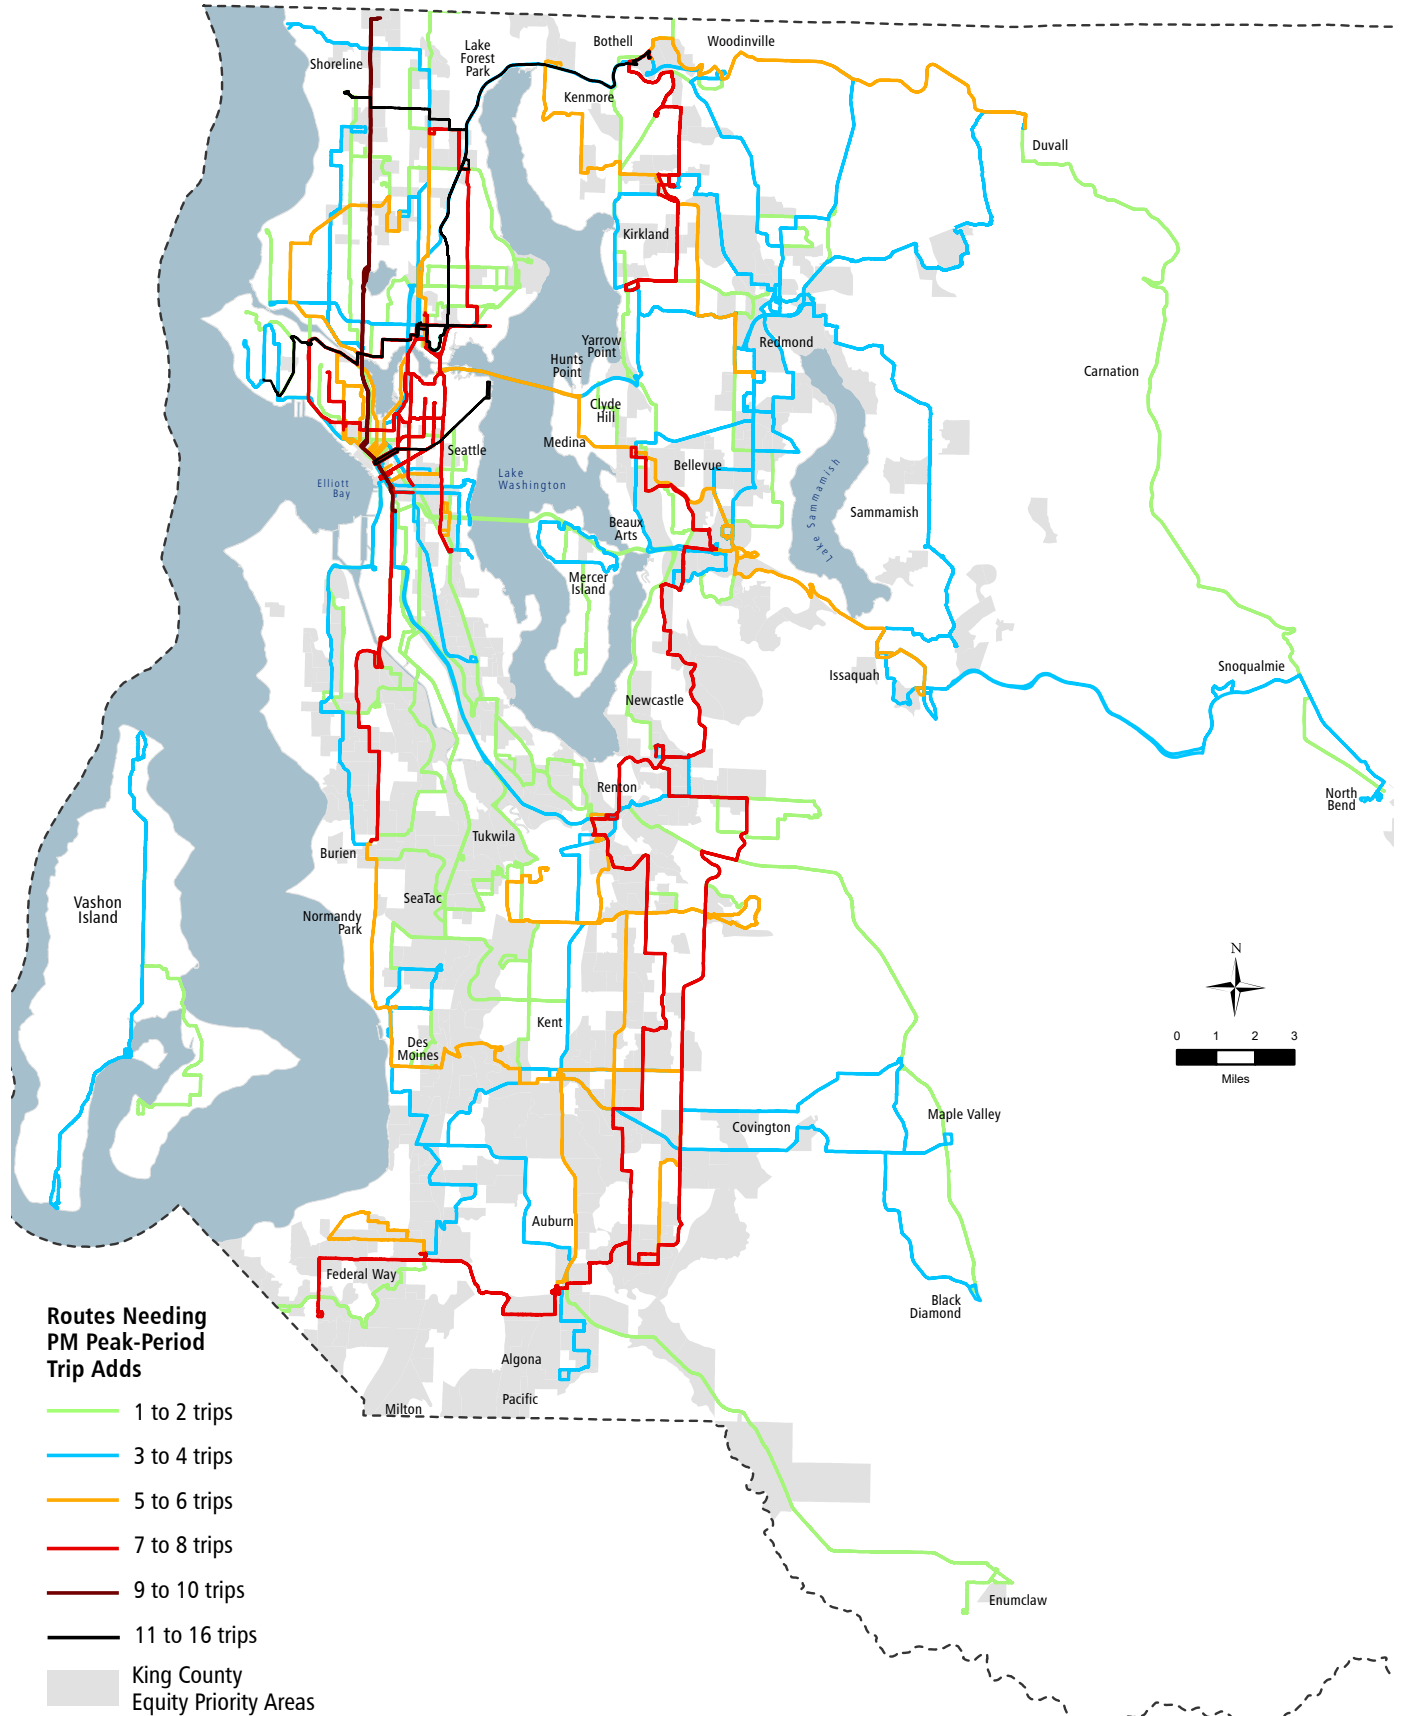 Lake
Forest
Park
Bothell
Woodinville
Shoreline
Kenmore
Duvall
Kirkland
Yarrow
Point
Hunts
Point
Redmond
Carnation
Clyde
Hill
Medina
Seattle
Bellevue
Elliott
Bay
Lake
Washington
Lake Sammamish
Sammamish
Beaux
Arts
Mercer
Island
Issaquah
Snoqualmie
Newcastle
North
Bend
Renton
Tukwila
Burien
Vashon
Island
SeaTac
Normandy
Park
N
Kent
0 1 2 3
Miles
Des
Moines
Maple Valley
Covington
Auburn
Federal Way
Black
Diamond
Algona
Pacific
Milton
Enumclaw
Routes Needing
PM Peak-Period
Trip Adds
1 to 2 trips
3 to 4 trips
5 to 6 trips
7 to 8 trips
9 to 10 trips
11 to 16 trips
King County
Equity Priority Areas